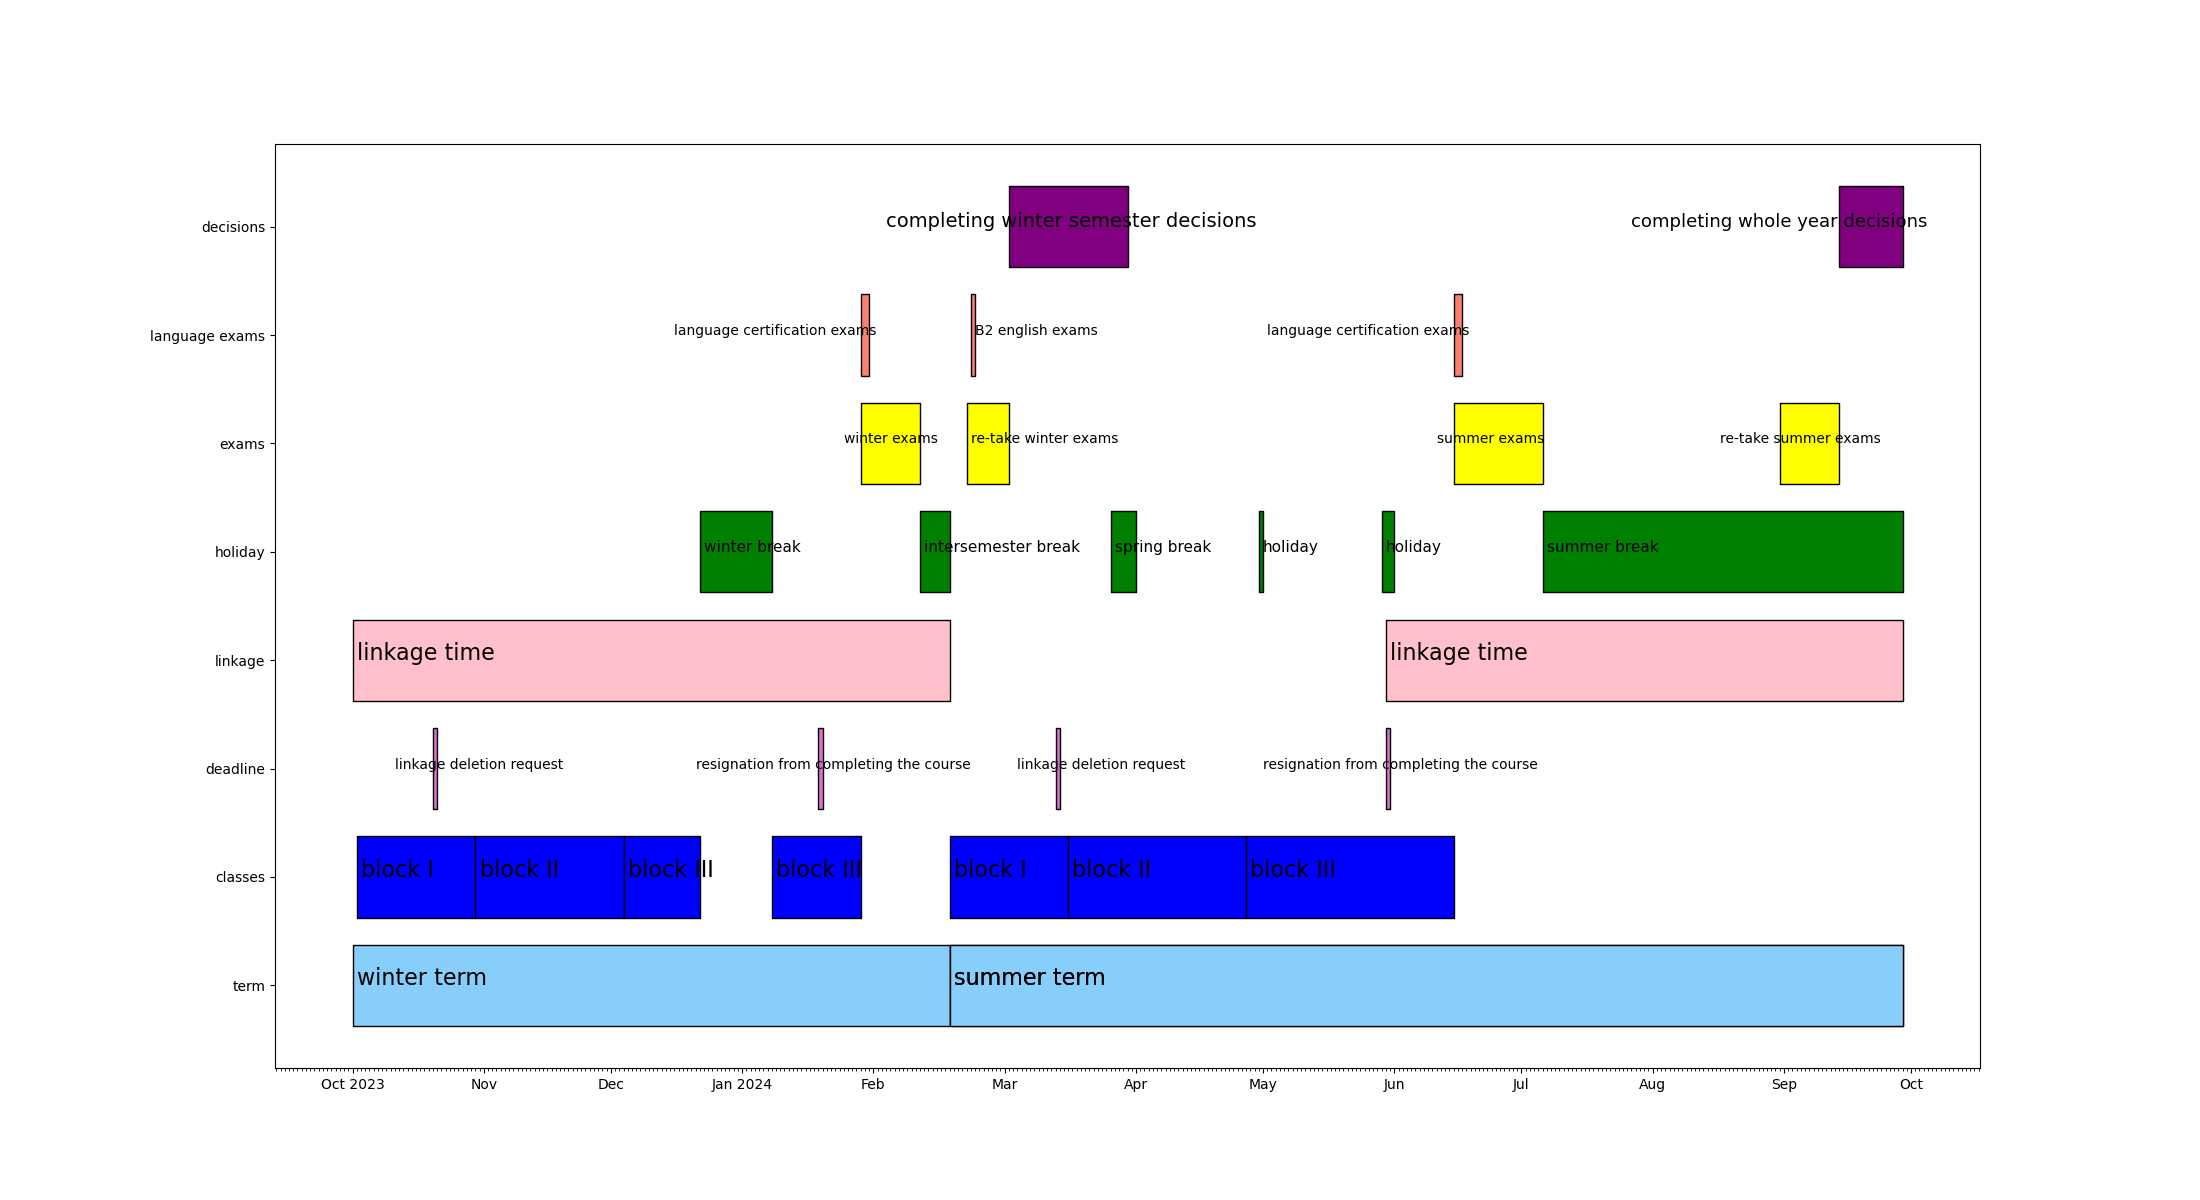 decisions
completing winter semester decisions
completing whole year decisions
language exams
language certification exams
B2 english exams
language certification exams
exams
winter exams
re-take winter exams
summer exams
re-take summer exams
holiday
winter break
intersemester break
spring break
holiday
holiday
summer break
linkage
linkage time
linkage time
deadline
linkage deletion request
resignation from completing the course
linkage deletion request
resignation from completing the course
classes
block I
block II
block III
block III
block I
block II
block III
term
winter term
summer term
Oct 2023
Nov
Dec
Jan 2024
Feb
Mar
Apr
May
Jun
Jul
Aug
Sep
Oct